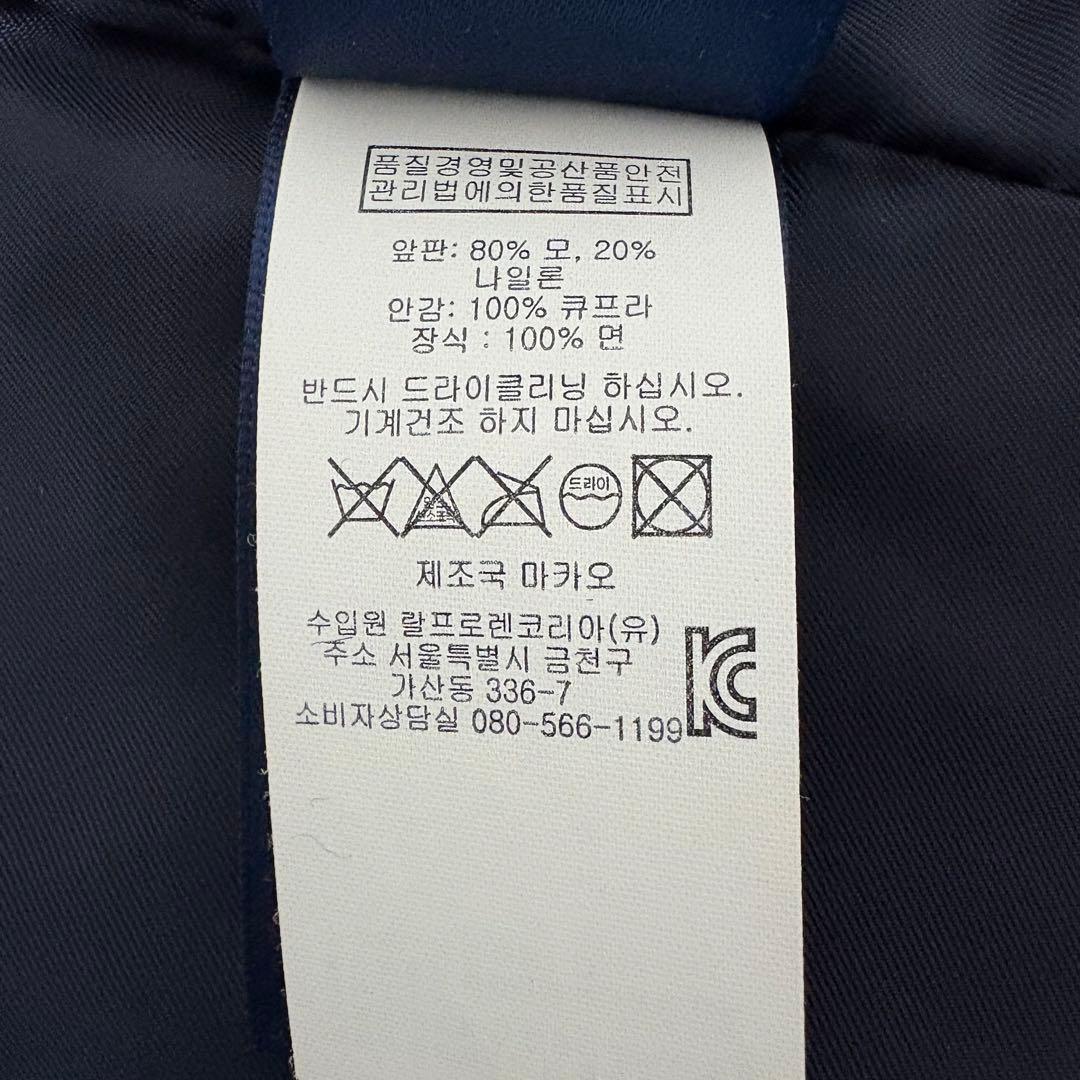 품질경영및공산품안전
관리법에의한품질표시
앞판: 80% 모, 20%
나일론
안감: 100% 큐프라
장식 : 100% 면
반드시 드라이클리닝 하십시오.
기계건조 하지 마십시오.
드라이
제조국 마카오
수입원 랄프로렌코리아(유)
주소 서울특별시 금천구
가산동 336-7
소비자상담실 080-566-1199